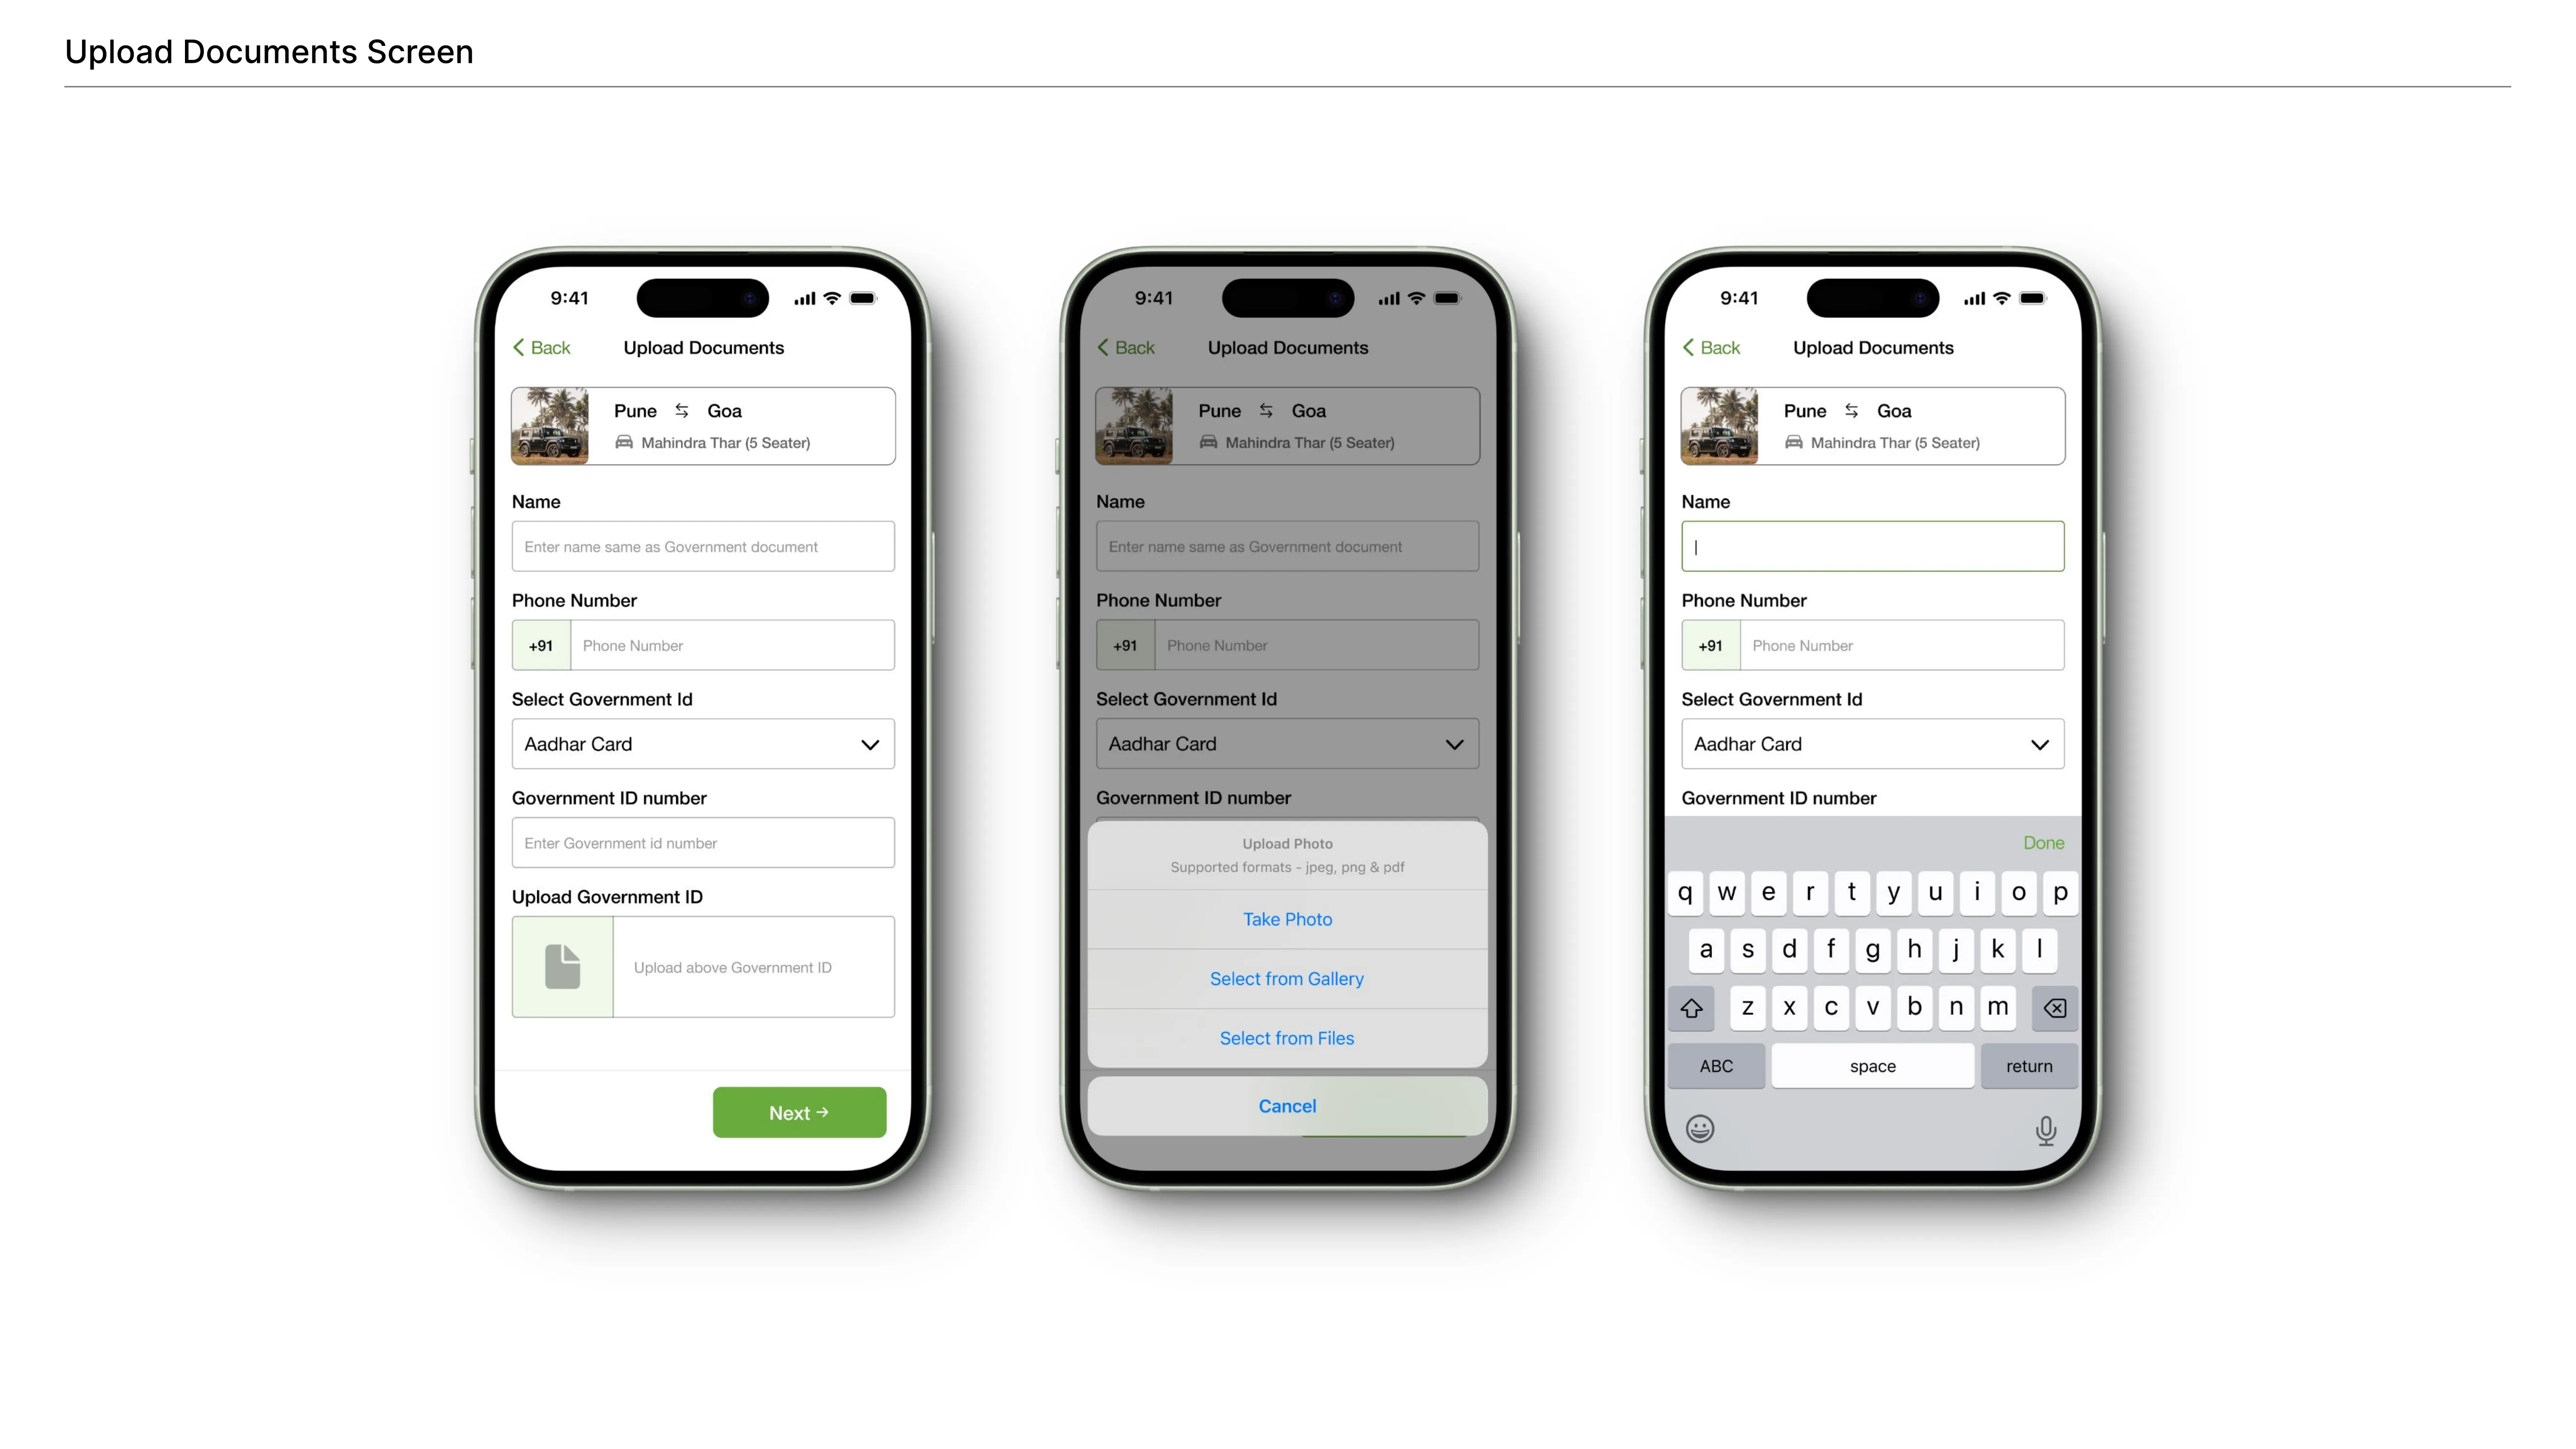 Upload Documents Screen
9:41
Back
Upload Documents
Pune ⇆ Goa
Mahindra Thar (5 Seater)
Name
Enter name same as Government document
Phone Number
+91 Phone Number
Select Government Id
Aadhar Card
Government ID number
Enter Government id number
Upload Government ID
Upload above Government ID
Next →
9:41
Back
Upload Documents
Pune ⇆ Goa
Mahindra Thar (5 Seater)
Name
Enter name same as Government document
Phone Number
+91 Phone Number
Select Government Id
Aadhar Card
Government ID number
Upload Photo
Supported formats - jpeg, png & pdf
Take Photo
Select from Gallery
Select from Files
Cancel
9:41
Back
Upload Documents
Pune ⇆ Goa
Mahindra Thar (5 Seater)
Name
Phone Number
+91 Phone Number
Select Government Id
Aadhar Card
Government ID number
Done
q w e r t y u i o p
a s d f g h j k l
z x c v b n m
ABC space return